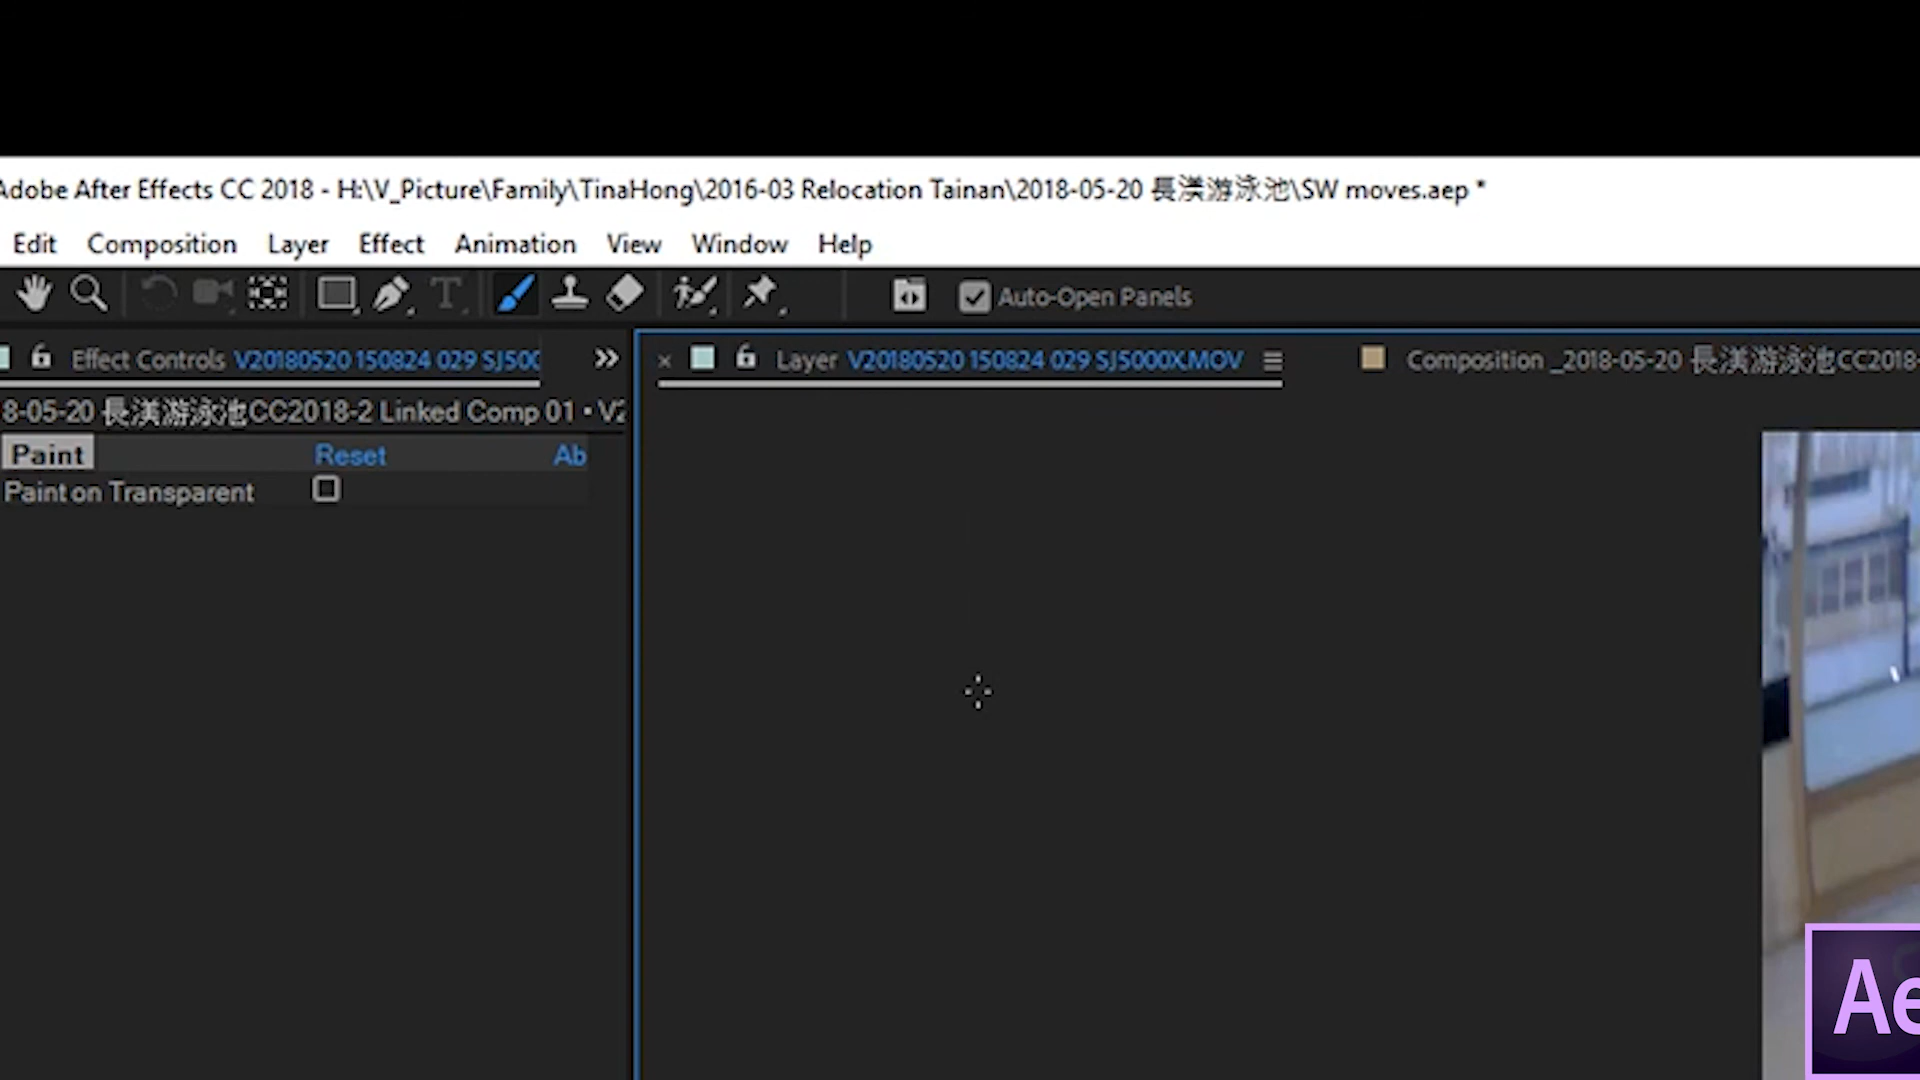 Adobe After Effects CC 2018 - H:\V_Picture\Family\TinaHong\2016-03 Relocation Tainan\2018-05-20 長渼游泳池\SW moves.aep *
Edit Composition Layer Effect Animation View Window Help
T Auto-Open Panels
Effect Controls V20180520 150824 029 SJ500
Layer V20180520 150824 029 SJ5000X.MOV
Composition _2018-05-20 長渼游泳池CC2018-
8-05-20 長渼游泳池CC2018-2 Linked Comp 01 • V2
Paint Reset Ab
Paint on Transparent
Ae